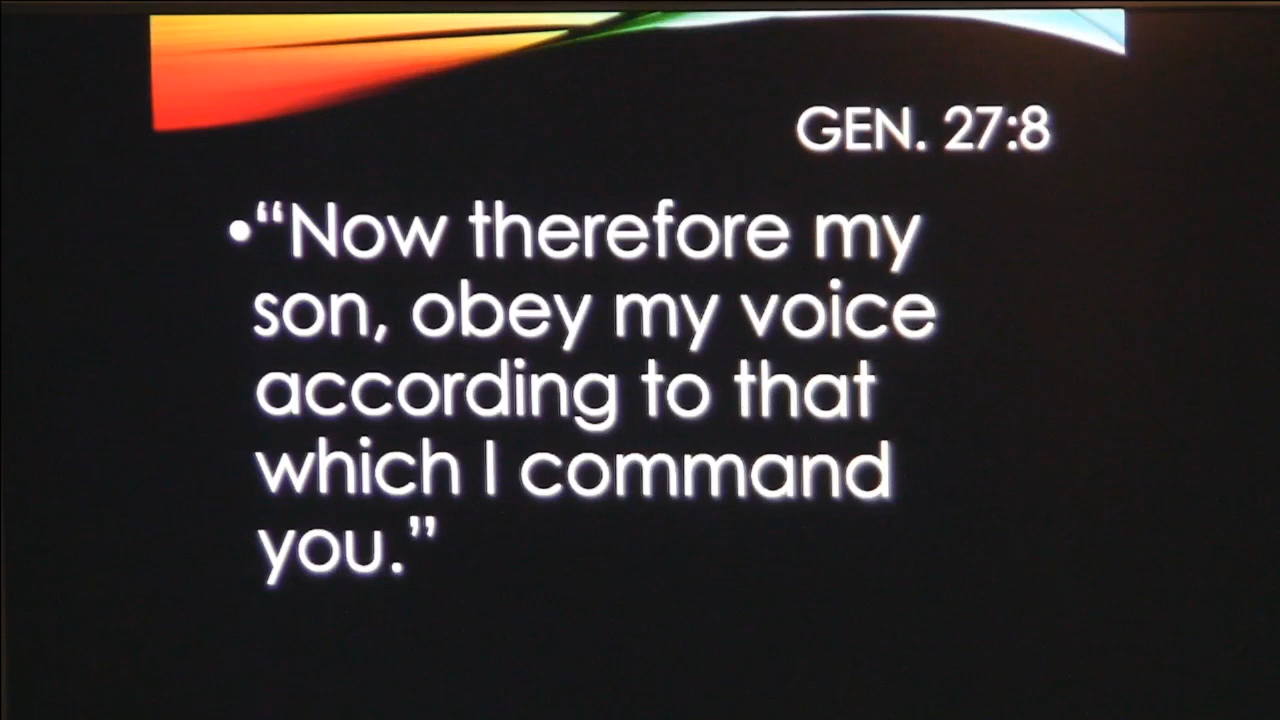 GEN. 27:8
•“Now therefore my
son, obey my voice
according to that
which I command
you.”